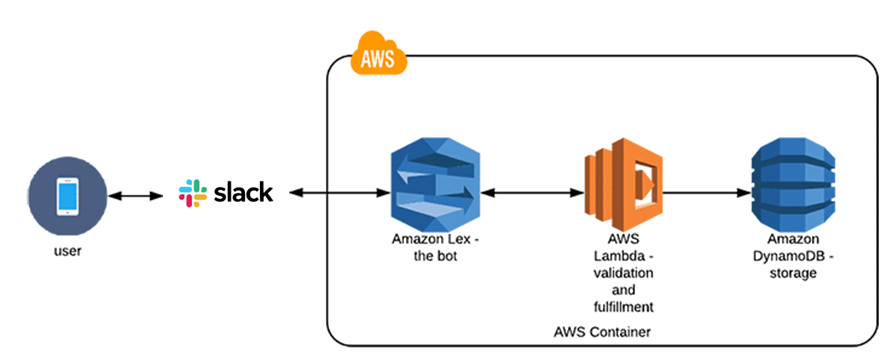 AWS
slack
user
Amazon Lex -
the bot
AWS
Lambda -
validation
and
fulfillment
Amazon
DynamoDB -
storage
AWS Container